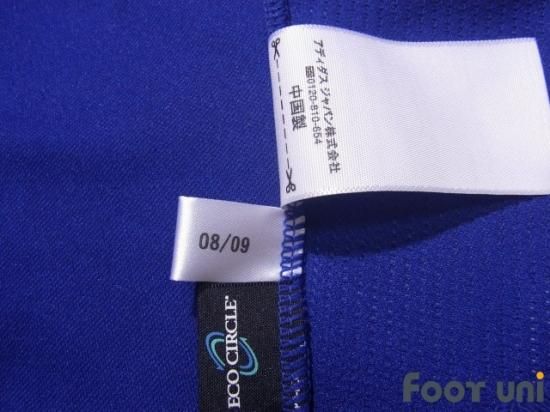 アディダス ジャパン株式会社
☎0120-810-654
中国製
08/09
ECO CIRCLE®
FOOT UNI